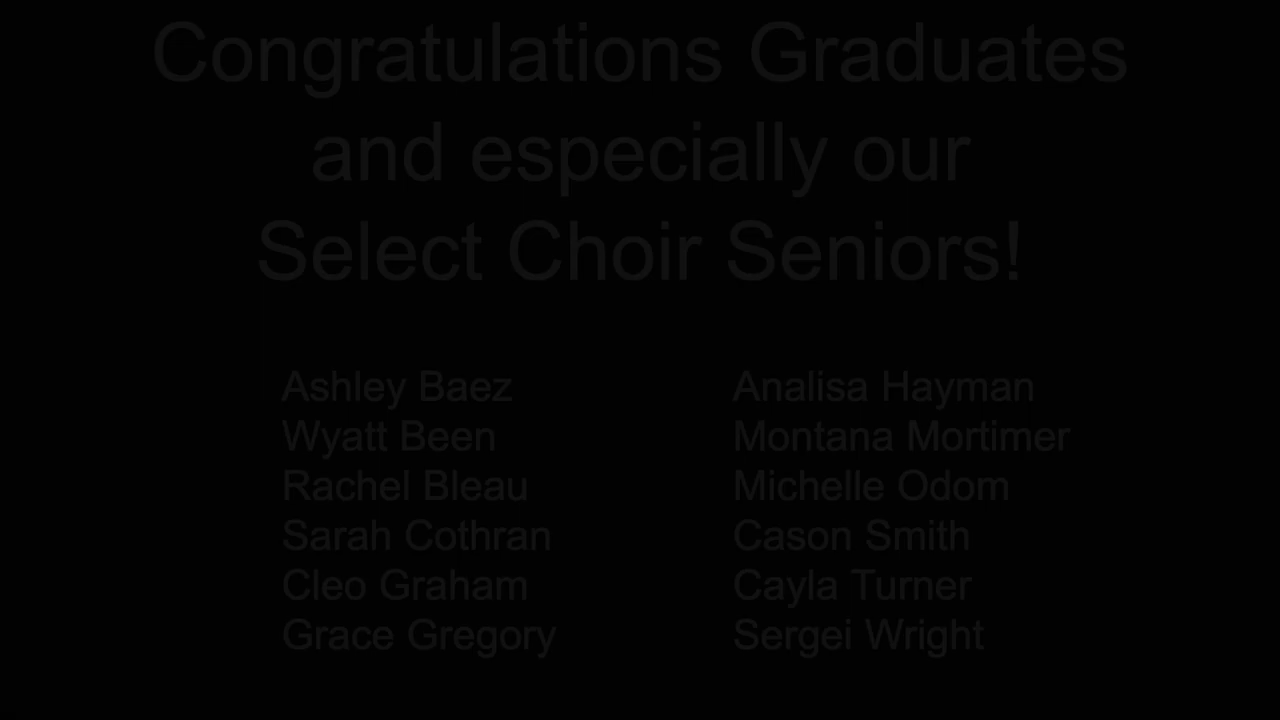 Congratulations Graduates
and especially our
Select Choir Seniors!
Ashley Baez
Wyatt Been
Rachel Bleau
Sarah Cothran
Cleo Graham
Grace Gregory
Analisa Hayman
Montana Mortimer
Michelle Odom
Cason Smith
Cayla Turner
Sergei Wright